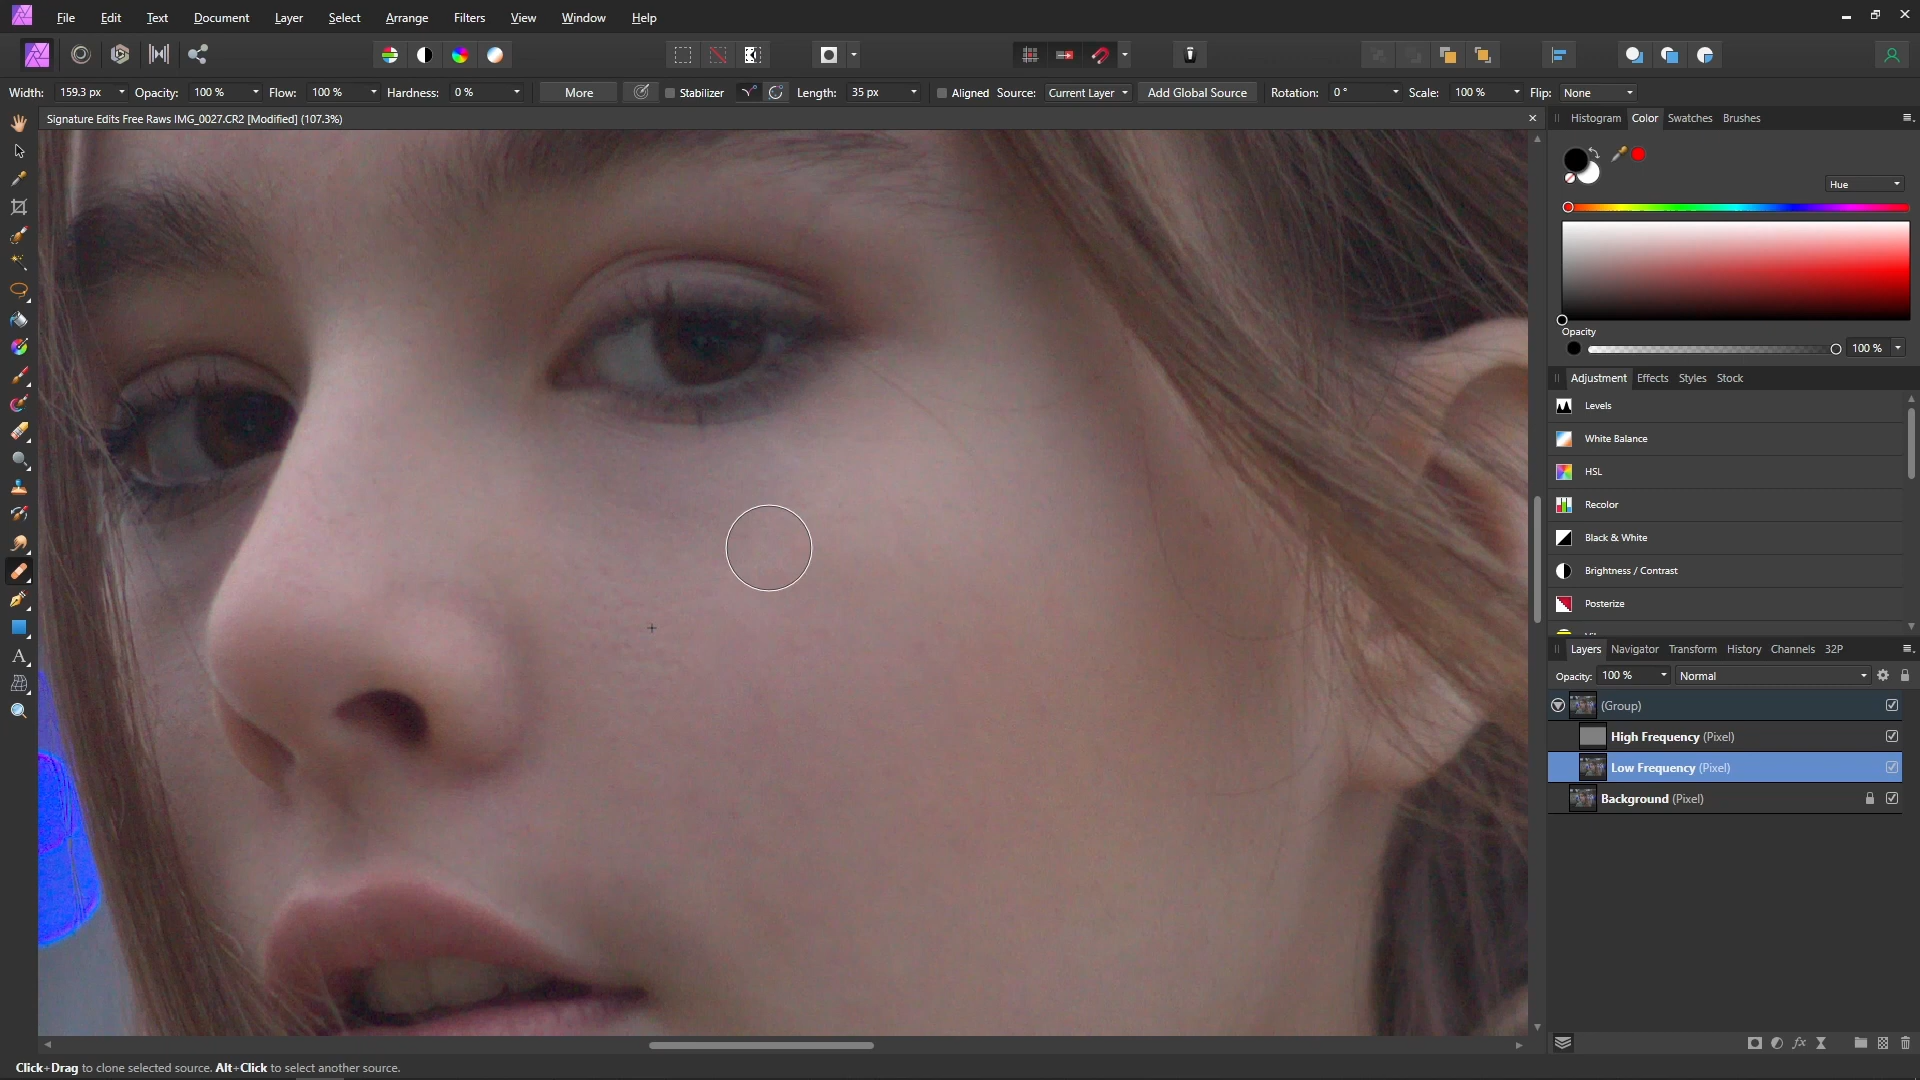 File Edit Text Document Layer Select Arrange Filters View Window Help
Width: 159.3 px Opacity: 100 % Flow: 100 % Hardness: 0 % More Stabilizer Length: 35 px Aligned Source: Current Layer Add Global Source Rotation: 0 ° Scale: 100 % Flip: None
Signature Edits Free Raws IMG_0027.CR2 [Modified] (107.3%)
Histogram Color Swatches Brushes
Hue
Opacity
100 %
Adjustment Effects Styles Stock
Levels
White Balance
HSL
Recolor
Black & White
Brightness / Contrast
Posterize
Layers Navigator Transform History Channels 32P
Opacity: 100 % Normal
(Group)
High Frequency (Pixel)
Low Frequency (Pixel)
Background (Pixel)
Click+Drag to clone selected source. Alt+Click to select another source.